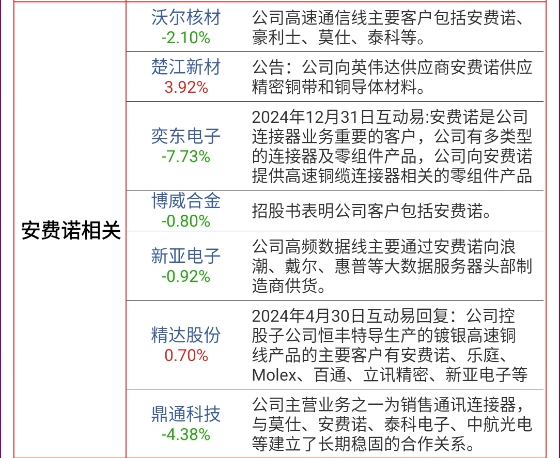 安费诺相关
沃尔核材
-2.10%
公司高速通信线主要客户包括安费诺、
豪利士、莫仕、泰科等。
楚江新材
3.92%
公告：公司向英伟达供应商安费诺供应
精密铜带和铜导体材料。
奕东电子
-7.73%
2024年12月31日互动易:安费诺是公司
连接器业务重要的客户，公司有多类型
的连接器及零组件产品，公司向安费诺
提供高速铜缆连接器相关的零组件产品
博威合金
-0.80%
招股书表明公司客户包括安费诺。
新亚电子
-0.92%
公司高频数据线主要通过安费诺向浪
潮、戴尔、惠普等大数据服务器头部制
造商供货。
精达股份
0.70%
2024年4月30日互动易回复：公司控
股子公司恒丰特导生产的镀银高速铜
线产品的主要客户有安费诺、乐庭、
Molex、百通、立讯精密、新亚电子等
鼎通科技
-4.38%
公司主营业务之一为销售通讯连接器，
与莫仕、安费诺、泰科电子、中航光电
等建立了长期稳固的合作关系。